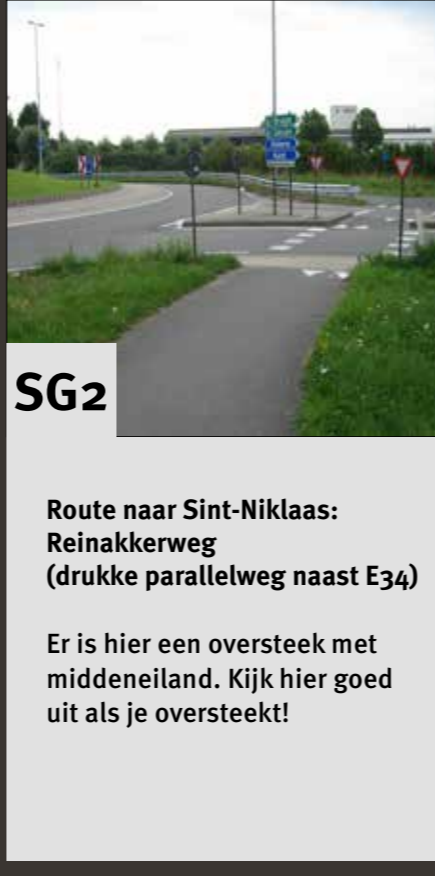 SG2
Route naar Sint-Niklaas:
Reinakkerweg
(drukke parallelweg naast E34)
Er is hier een oversteek met
middeneiland. Kijk hier goed
uit als je oversteekt!